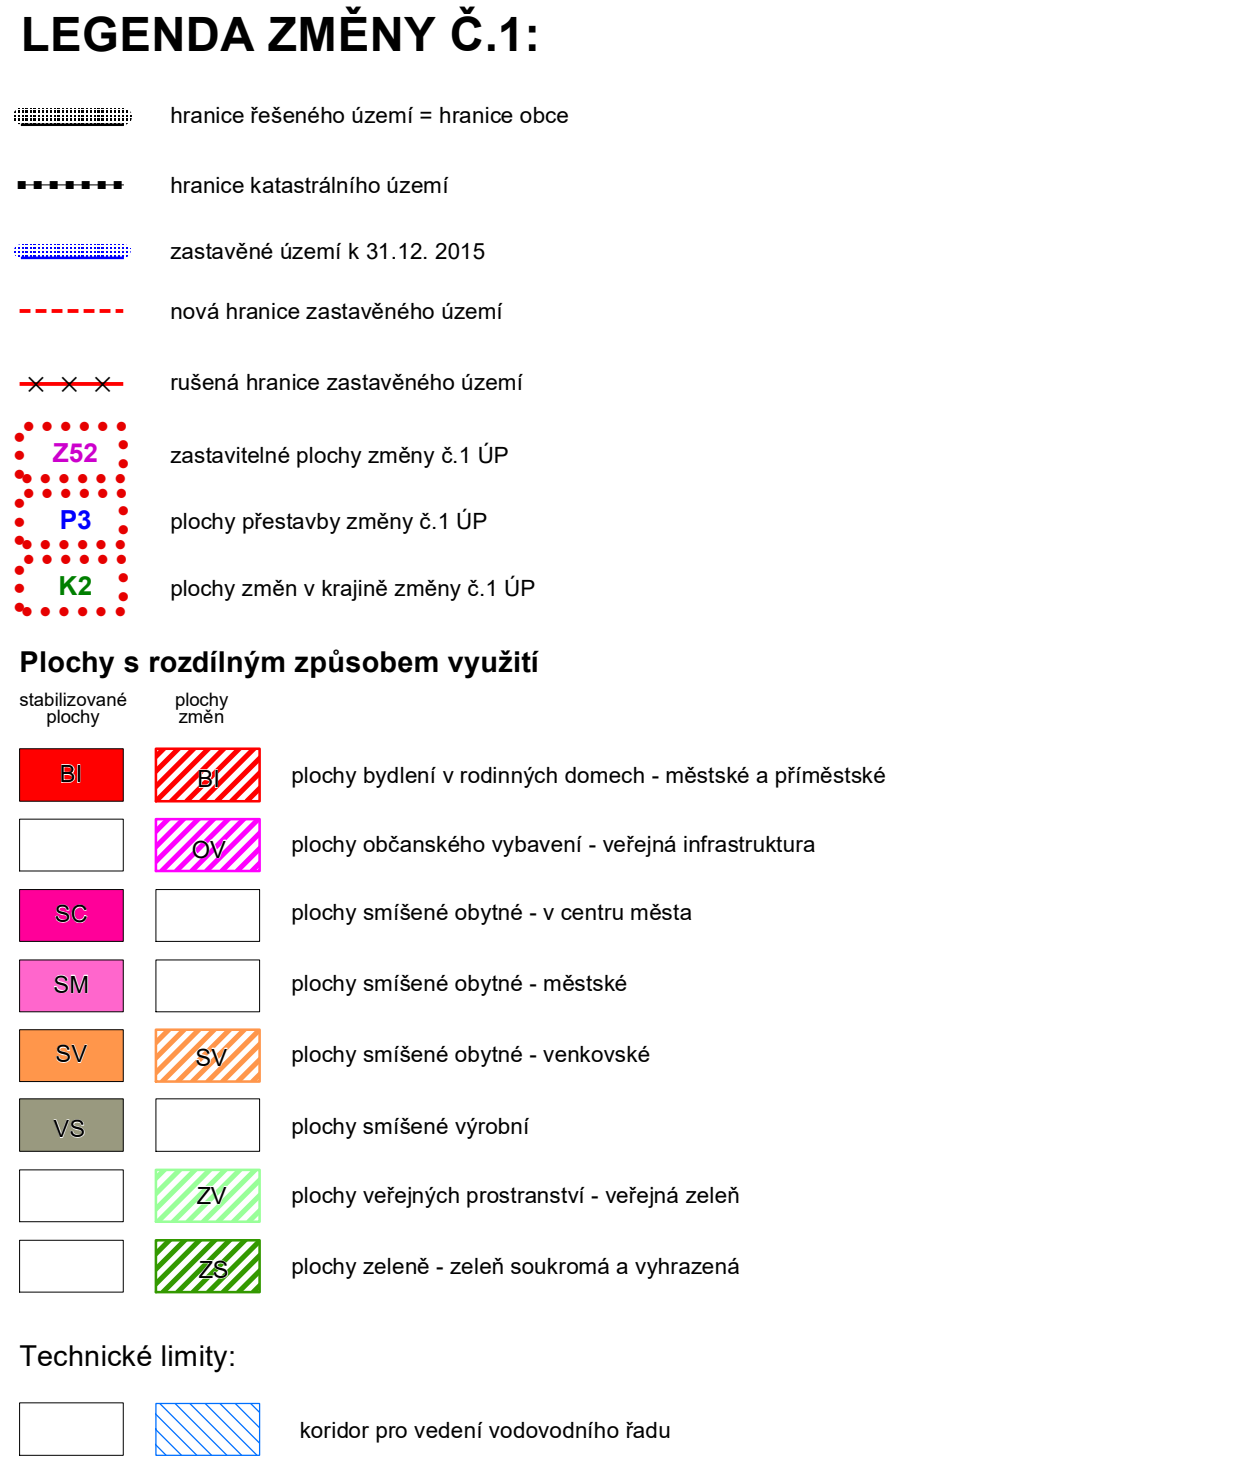 LEGENDA ZMĚNY Č.1:
hranice řešeného území = hranice obce
hranice katastrálního území
zastavěné území k 31.12. 2015
nová hranice zastavěného území
rušená hranice zastavěného území
Z52 zastavitelné plochy změny č.1 ÚP
P3 plochy přestavby změny č.1 ÚP
K2 plochy změn v krajině změny č.1 ÚP
Plochy s rozdílným způsobem využití
stabilizované plochy
plochy změn
BI BI plochy bydlení v rodinných domech - městské a příměstské
OV plochy občanského vybavení - veřejná infrastruktura
SC plochy smíšené obytné - v centru města
SM plochy smíšené obytné - městské
SV SV plochy smíšené obytné - venkovské
VS plochy smíšené výrobní
ZV plochy veřejných prostranství - veřejná zeleň
ZS plochy zeleně - zeleň soukromá a vyhrazená
Technické limity:
koridor pro vedení vodovodního řadu